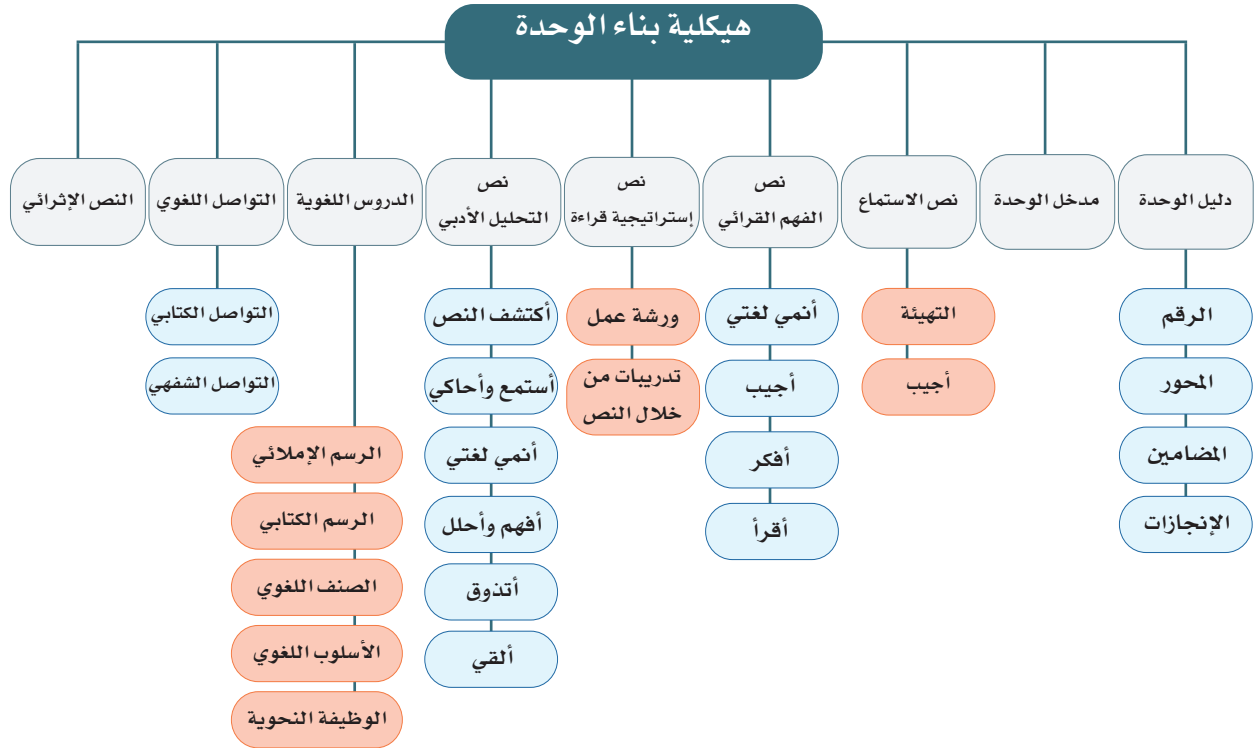 هيكلية بناء الوحدة
دليل الوحدة
مدخل الوحدة
نص الاستماع
نص
الفهم القرائي
نص
إستراتيجية قراءة
نص
التحليل الأدبي
الدروس اللغوية
التواصل اللغوي
النص الإثرائي
الرقم
المحور
المضامين
الإنجازات
التهيئة
أجيب
أنمي لغتي
أجيب
أفكر
أقرأ
ورشة عمل
تدريبات من
خلال النص
أكتشف النص
أستمع وأحاكي
أنمي لغتي
أفهم وأحلل
أتذوق
ألقي
الرسم الإملائي
الرسم الكتابي
الصنف اللغوي
الأسلوب اللغوي
الوظيفة النحوية
التواصل الكتابي
التواصل الشفهي